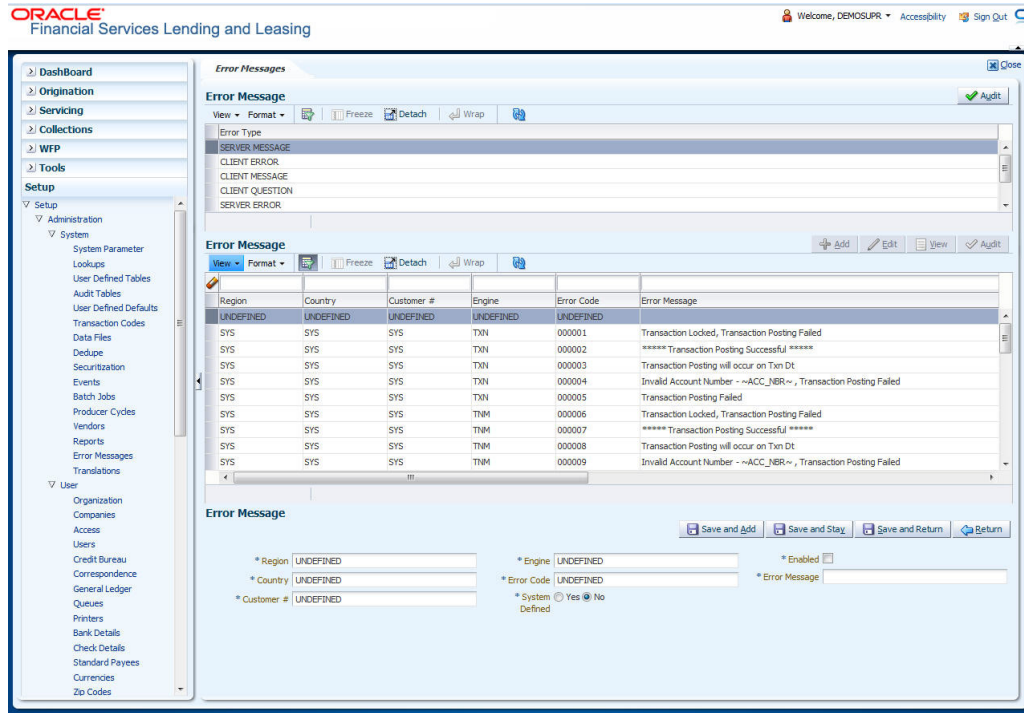 ORACLE
Financial Services Lending and Leasing
Welcome, DEMOSUPR Accessibility Sign Out
Error Messages
Close
DashBoard
Origination
Servicing
Collections
WFP
Tools
Setup
Setup
Administration
System
System Parameter
Lookups
User Defined Tables
Audit Tables
User Defined Defaults
Transaction Codes
Data Files
Dedupe
Securitization
Events
Batch Jobs
Producer Cycles
Vendors
Reports
Error Messages
Translations
User
Organization
Companies
Access
Users
Credit Bureau
Correspondence
General Ledger
Queues
Printers
Bank Details
Check Details
Standard Payees
Currencies
Zip Codes
Error Message
Audit
View Format Freeze Detach Wrap
Error Type
SERVER MESSAGE
CLIENT ERROR
CLIENT MESSAGE
CLIENT QUESTION
SERVER ERROR
Error Message
Add Edit View Audit
View Format Freeze Detach Wrap
Region Country Customer # Engine Error Code Error Message
UNDEFINED UNDEFINED UNDEFINED UNDEFINED UNDEFINED
SYS SYS SYS TXN 000001 Transaction Locked, Transaction Posting Failed
SYS SYS SYS TXN 000002 ***** Transaction Posting Successful *****
SYS SYS SYS TXN 000003 Transaction Posting will occur on Txn Dt
SYS SYS SYS TXN 000004 Invalid Account Number - ~ACC_NBR~ , Transaction Posting Failed
SYS SYS SYS TXN 000005 Transaction Posting Failed
SYS SYS SYS TNM 000006 Transaction Locked, Transaction Posting Failed
SYS SYS SYS TNM 000007 ***** Transaction Posting Successful *****
SYS SYS SYS TNM 000008 Transaction Posting will occur on Txn Dt
SYS SYS SYS TNM 000009 Invalid Account Number - ~ACC_NBR~ , Transaction Posting Failed
Error Message
Save and Add Save and Stay Save and Return Return
* Region UNDEFINED * Engine UNDEFINED * Enabled
* Country UNDEFINED * Error Code UNDEFINED * Error Message
* Customer # UNDEFINED * System Yes No
Defined